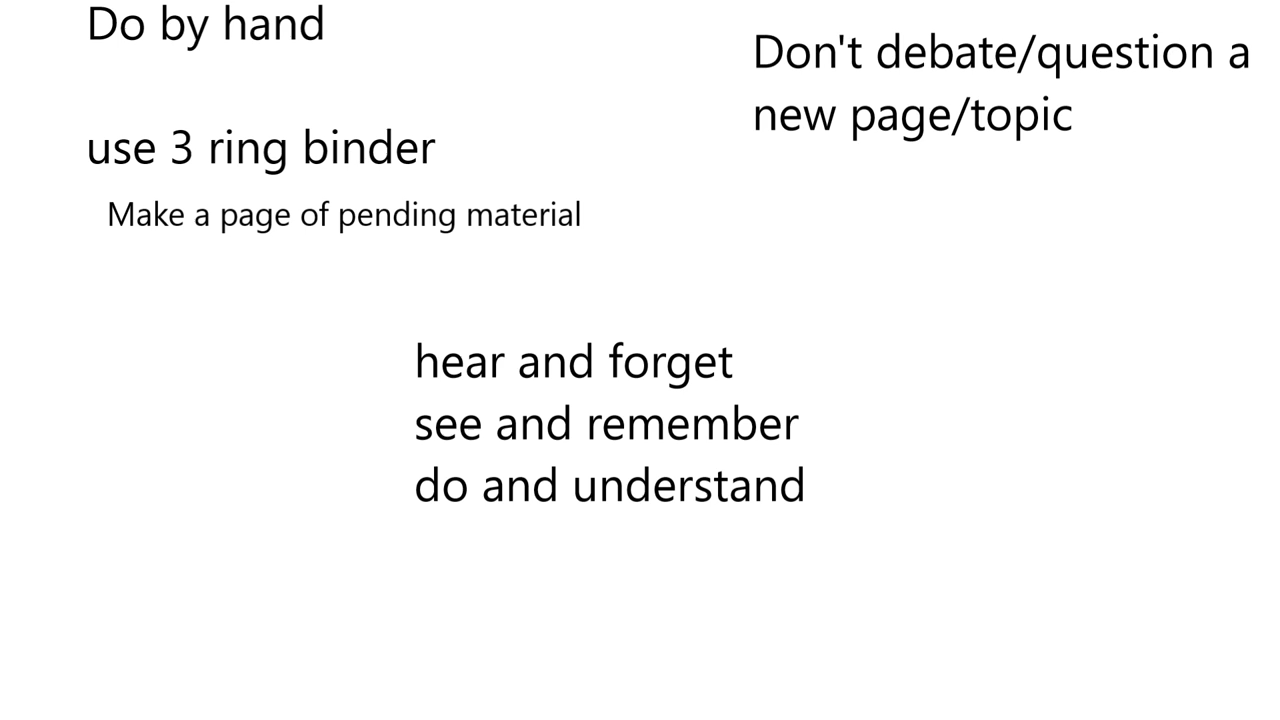 Do by hand
use 3 ring binder
Make a page of pending material
Don't debate/question a
new page/topic
hear and forget
see and remember
do and understand